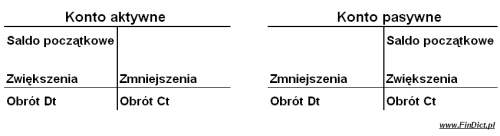 Konto aktywne
Saldo początkowe
Zwiększenia Zmniejszenia
Obrót Dt Obrót Ct
Konto pasywne
Saldo początkowe
Zmniejszenia Zwiększenia
Obrót Dt Obrót Ct
www.FinDict.pl